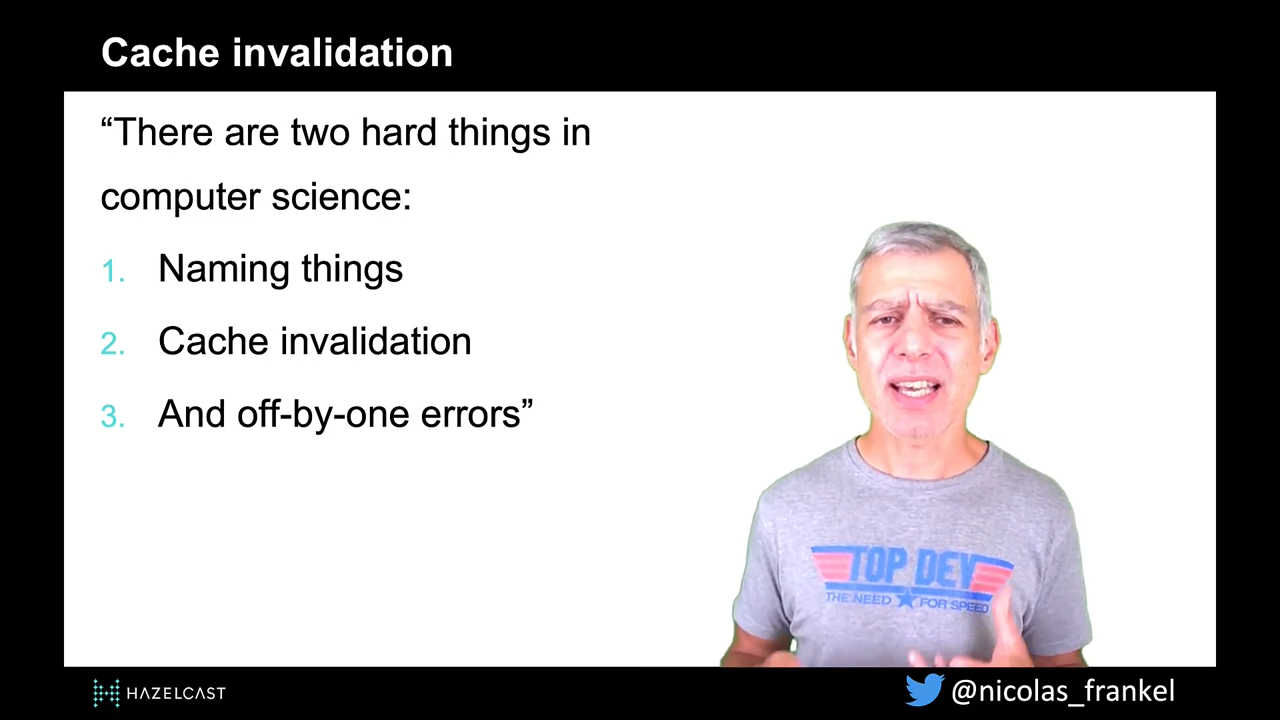 Cache invalidation
“There are two hard things in
computer science:
1. Naming things
2. Cache invalidation
3. And off-by-one errors”
TOP DEV
THE NEED FOR SPEED
HAZELCAST
@nicolas_frankel